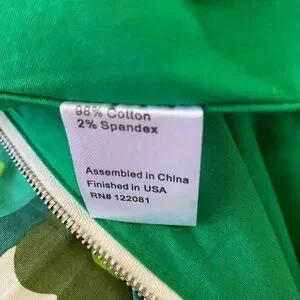 98% Cotton
2% Spandex
Assembled in China
Finished in USA
RN# 122081